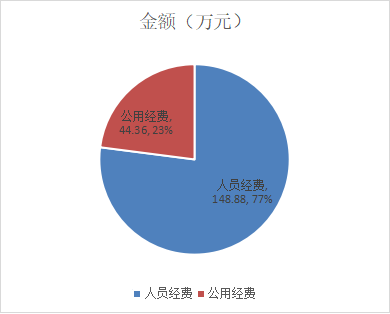 金额（万元）
公用经费,
44.36, 23%
人员经费,
148.88, 77%
人员经费 公用经费